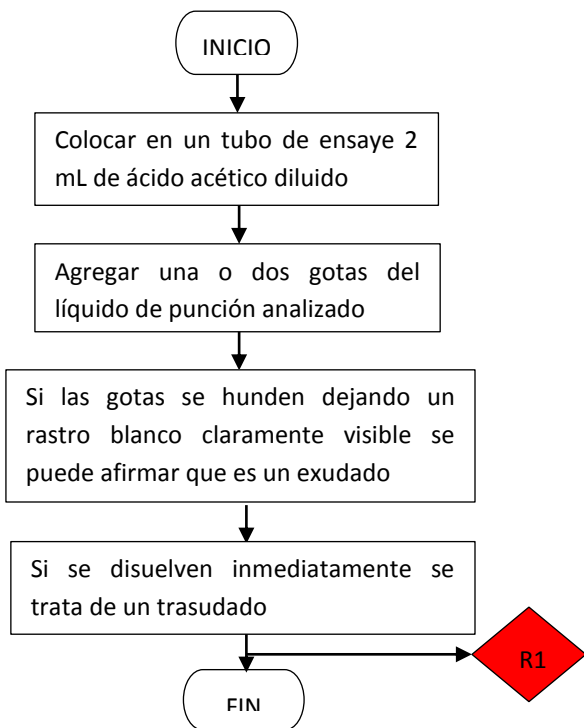 INICIO
Colocar en un tubo de ensaye 2
mL de ácido acético diluido
Agregar una o dos gotas del
líquido de punción analizado
Si las gotas se hunden dejando un
rastro blanco claramente visible se
puede afirmar que es un exudado
Si se disuelven inmediatamente se
trata de un trasudado
R1
FIN